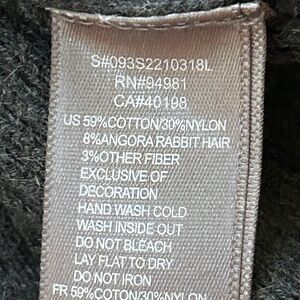 S#093S2210318L
RN#94981
CA#40198
US 59%COTTON/30%NYLON
8%ANGORA RABBIT HAIR
3%OTHER FIBER
EXCLUSIVE OF
DECORATION
HAND WASH COLD
WASH INSIDE OUT
DO NOT BLEACH
LAY FLAT TO DRY
DO NOT IRON
FR 59%COTON/30%NYLON